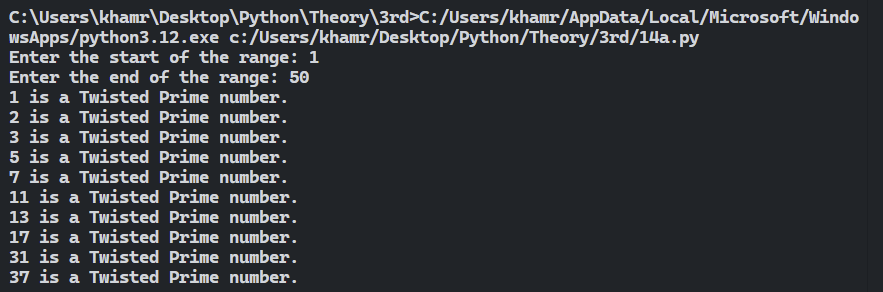 C:\Users\khamr\Desktop\Python\Theory\3rd>C:/Users/khamr/AppData/Local/Microsoft/Windo
wsApps/python3.12.exe c:/Users/khamr/Desktop/Python/Theory/3rd/14a.py
Enter the start of the range: 1
Enter the end of the range: 50
1 is a Twisted Prime number.
2 is a Twisted Prime number.
3 is a Twisted Prime number.
5 is a Twisted Prime number.
7 is a Twisted Prime number.
11 is a Twisted Prime number.
13 is a Twisted Prime number.
17 is a Twisted Prime number.
31 is a Twisted Prime number.
37 is a Twisted Prime number.